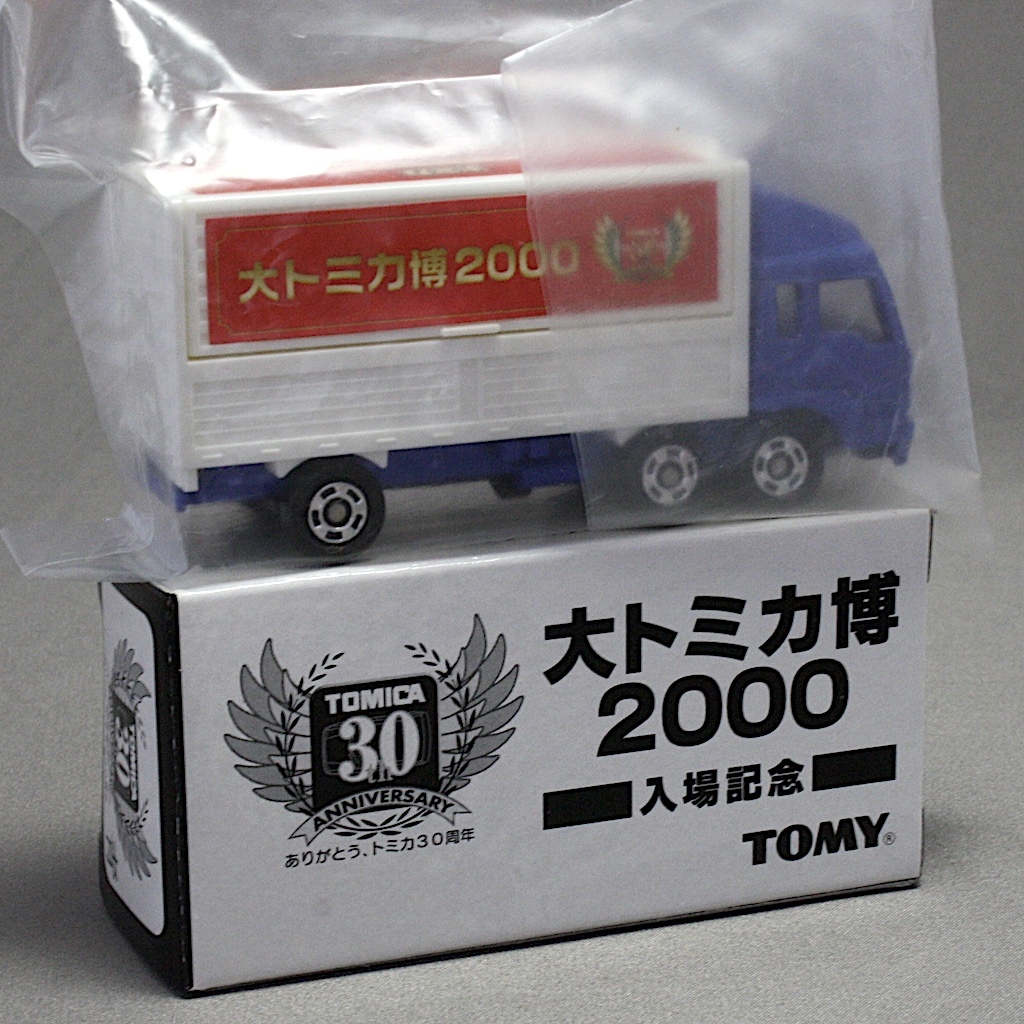 大トミカ博2000
TOMICA
30
th
ANNIVERSARY
ありがとう、トミカ30周年
大トミカ博
2000
入場記念
TOMY®
30